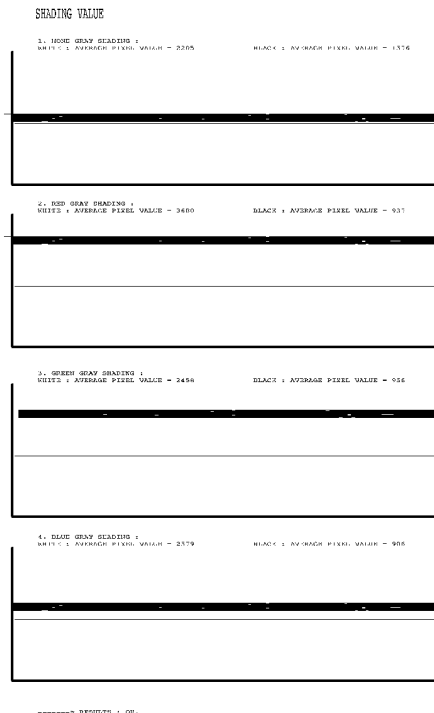 SHADING VALUE
1. MONO GRAY SHADING :
WHITE : AVERAGE PIXEL VALUE = 2205 BLACK : AVERAGE PIXEL VALUE = 1376
2. RED GRAY SHADING :
WHITE : AVERAGE PIXEL VALUE = 3680 BLACK : AVERAGE PIXEL VALUE = 937
3. GREEN GRAY SHADING :
WHITE : AVERAGE PIXEL VALUE = 2458 BLACK : AVERAGE PIXEL VALUE = 956
4. BLUE GRAY SHADING :
WHITE : AVERAGE PIXEL VALUE = 2379 BLACK : AVERAGE PIXEL VALUE = 906
RESULTS : OK